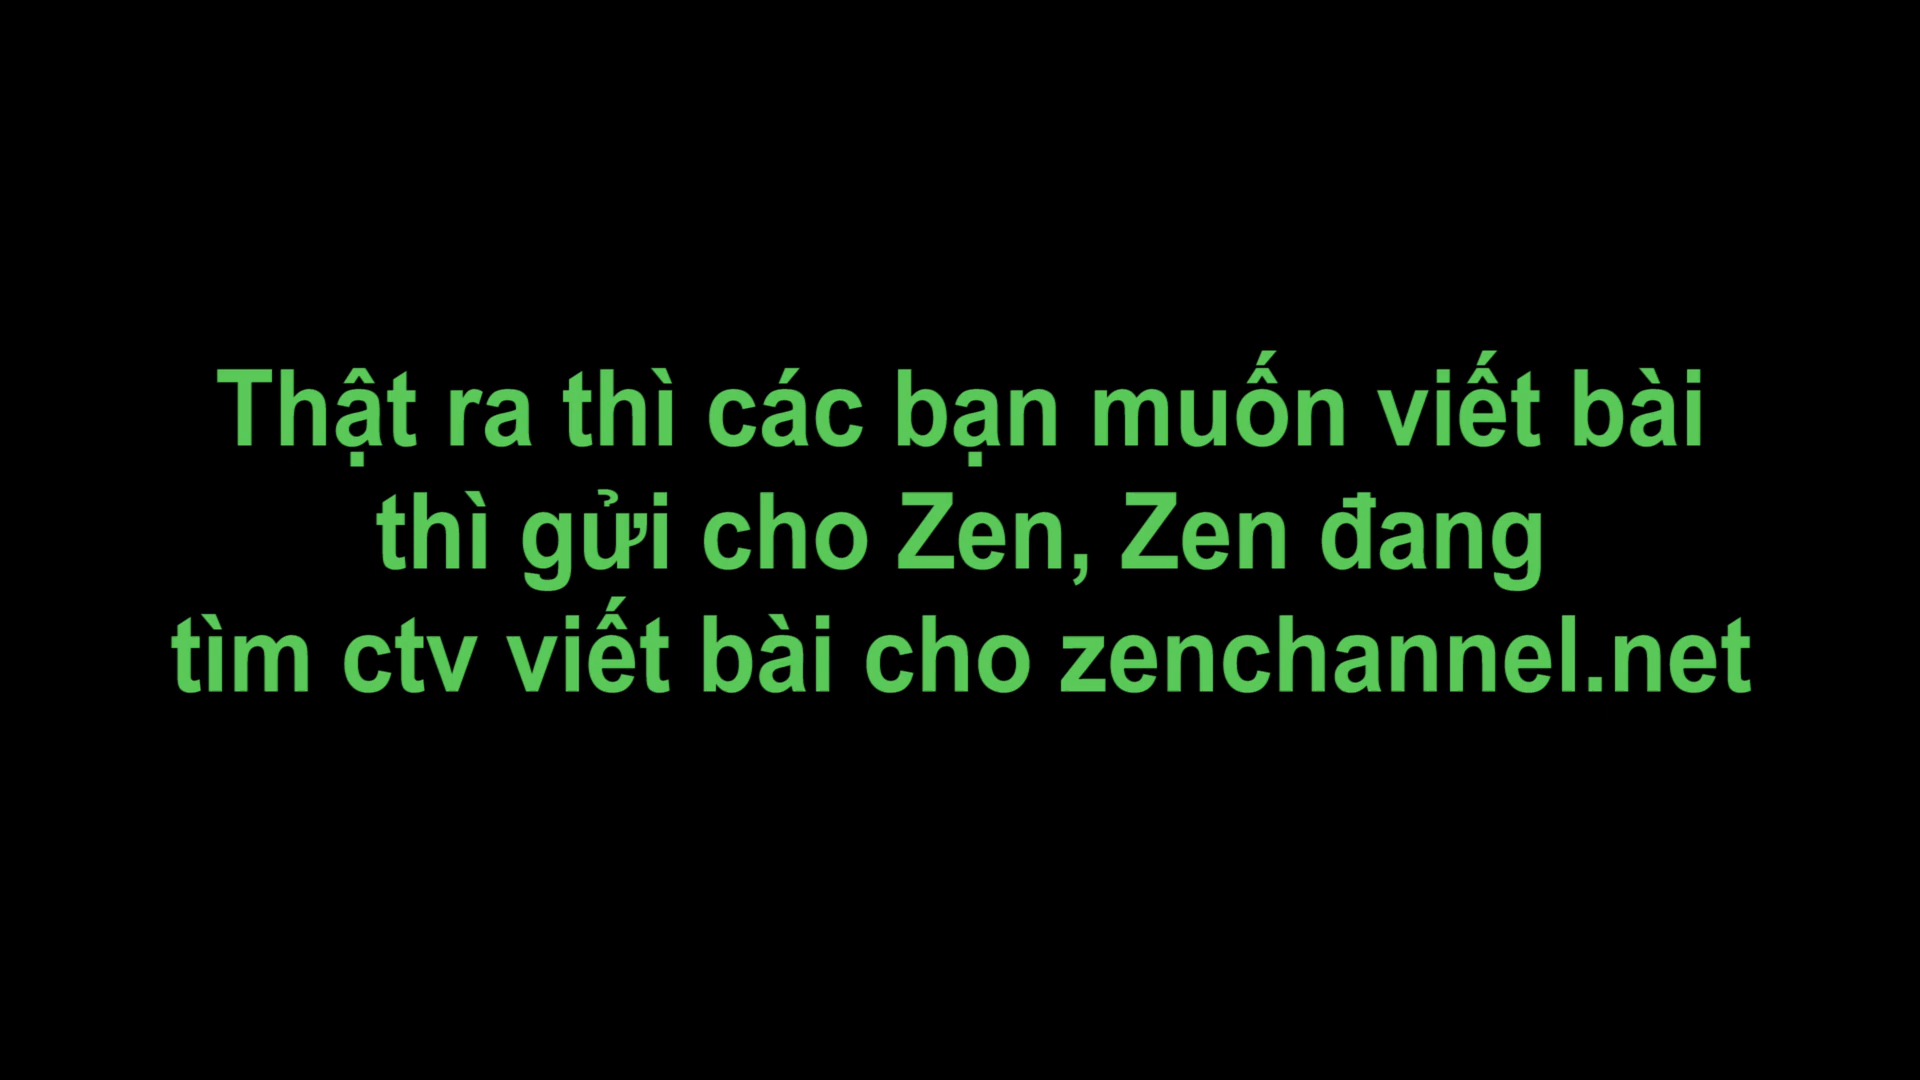 Thật ra thì các bạn muốn viết bài
thì gửi cho Zen, Zen đang
tìm ctv viết bài cho zenchannel.net